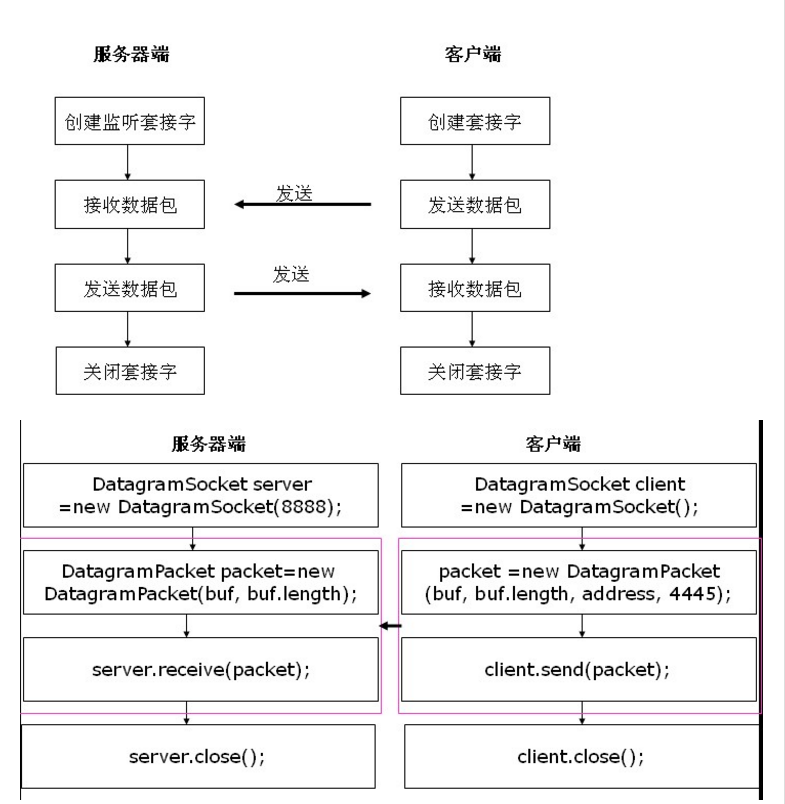 服务器端
客户端
创建监听套接字
创建套接字
接收数据包
发送
发送数据包
发送数据包
发送
接收数据包
关闭套接字
关闭套接字
服务器端
客户端
DatagramSocket server
=new DatagramSocket(8888);
DatagramSocket client
=new DatagramSocket();
DatagramPacket packet=new
DatagramPacket(buf, buf.length);
packet =new DatagramPacket
(buf, buf.length, address, 4445);
server.receive(packet);
client.send(packet);
server.close();
client.close();